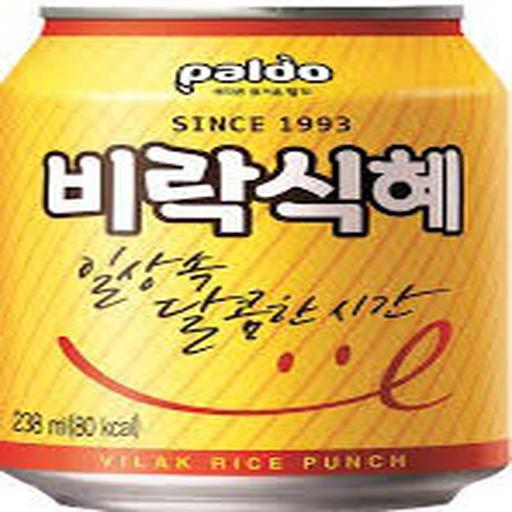 paldo
SINCE 1993
비락식혜
일상 속
달콤한 시간
238 ml(80 kcal)
VILAK RICE PUNCH